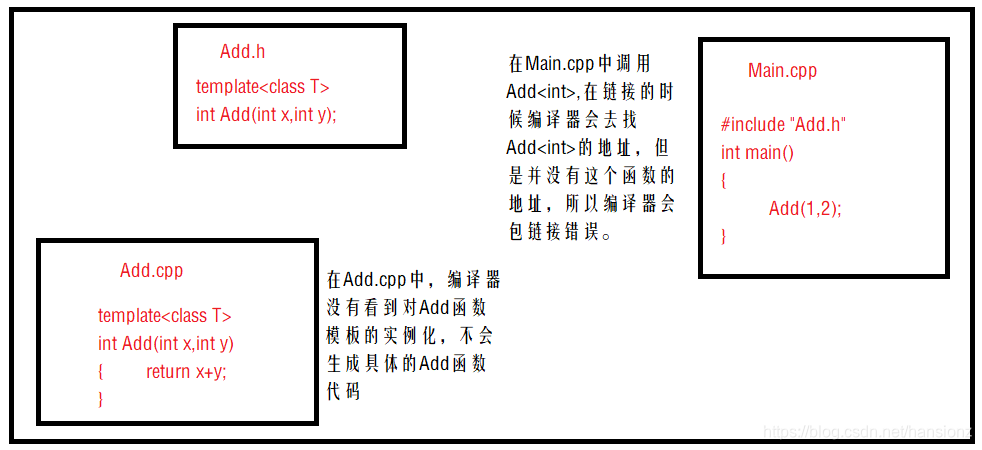 Add.h
template<class T>
int Add(int x,int y);
在Main.cpp中调用
Add<int>,在链接的时
候编译器会去找
Add<int>的地址，但
是并没有这个函数的
地址，所以编译器会
包链接错误。
Main.cpp
#include "Add.h"
int main()
{
Add(1,2);
}
Add.cpp
template<class T>
int Add(int x,int y)
{ return x+y;
}
在Add.cpp中，编译器
没有看到对Add函数
模板的实例化，不会
生成具体的Add函数
代码
https://blog.csdn.net/hansionz